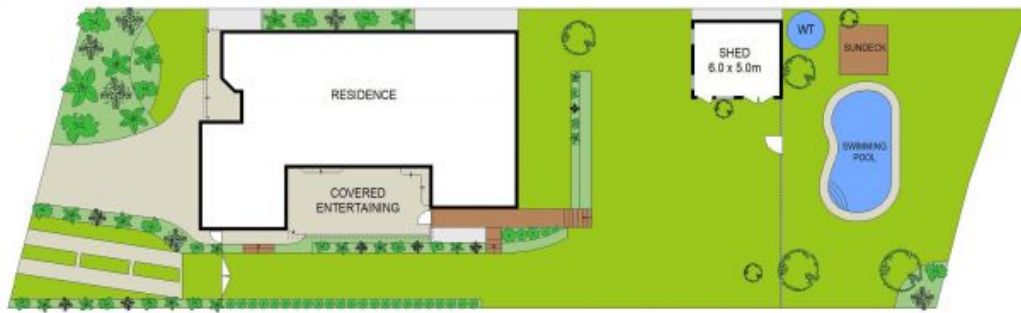 RESIDENCE
COVERED
ENTERTAINING
SHED
6.0 x 5.0m
WT
SUNDECK
SWIMMING
POOL